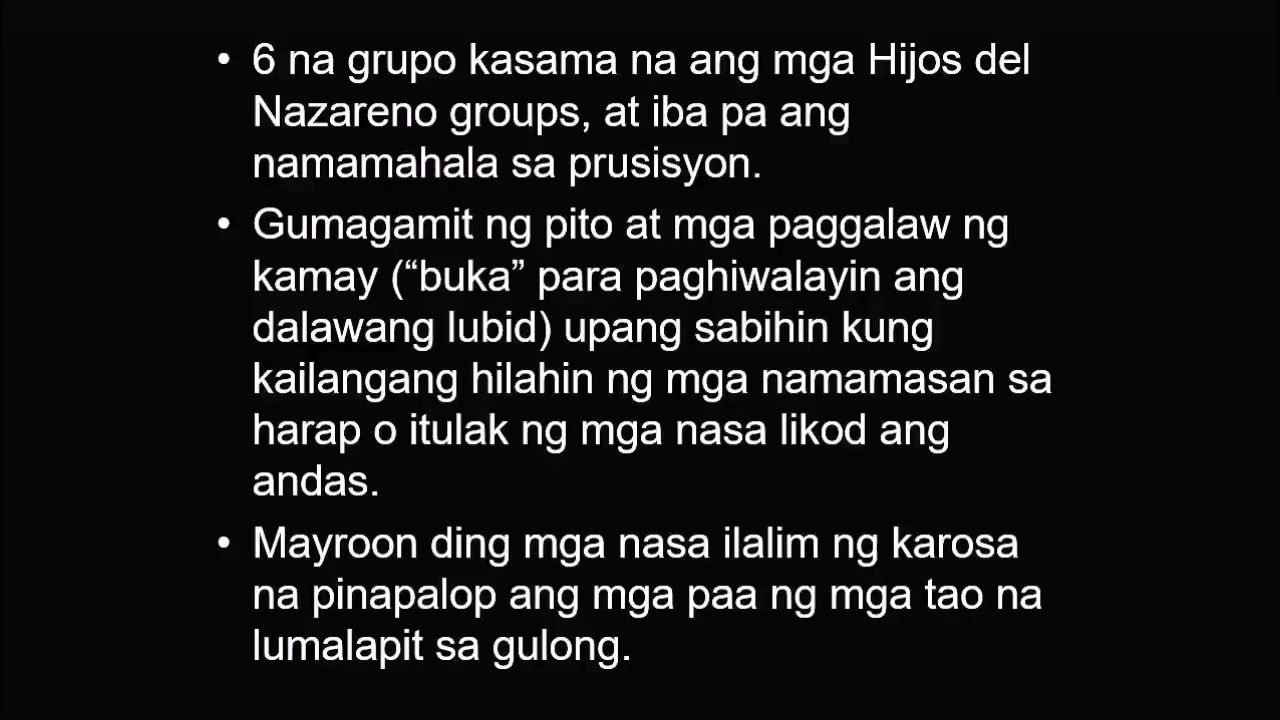 • 6 na grupo kasama na ang mga Hijos del
Nazareno groups, at iba pa ang
namamahala sa prusisyon.
• Gumagamit ng pito at mga paggalaw ng
kamay (“buka” para paghiwalayin ang
dalawang lubid) upang sabihin kung
kailangang hilahin ng mga namamasan sa
harap o itulak ng mga nasa likod ang
andas.
• Mayroon ding mga nasa ilalim ng karosa
na pinapalop ang mga paa ng mga tao na
lumalapit sa gulong.